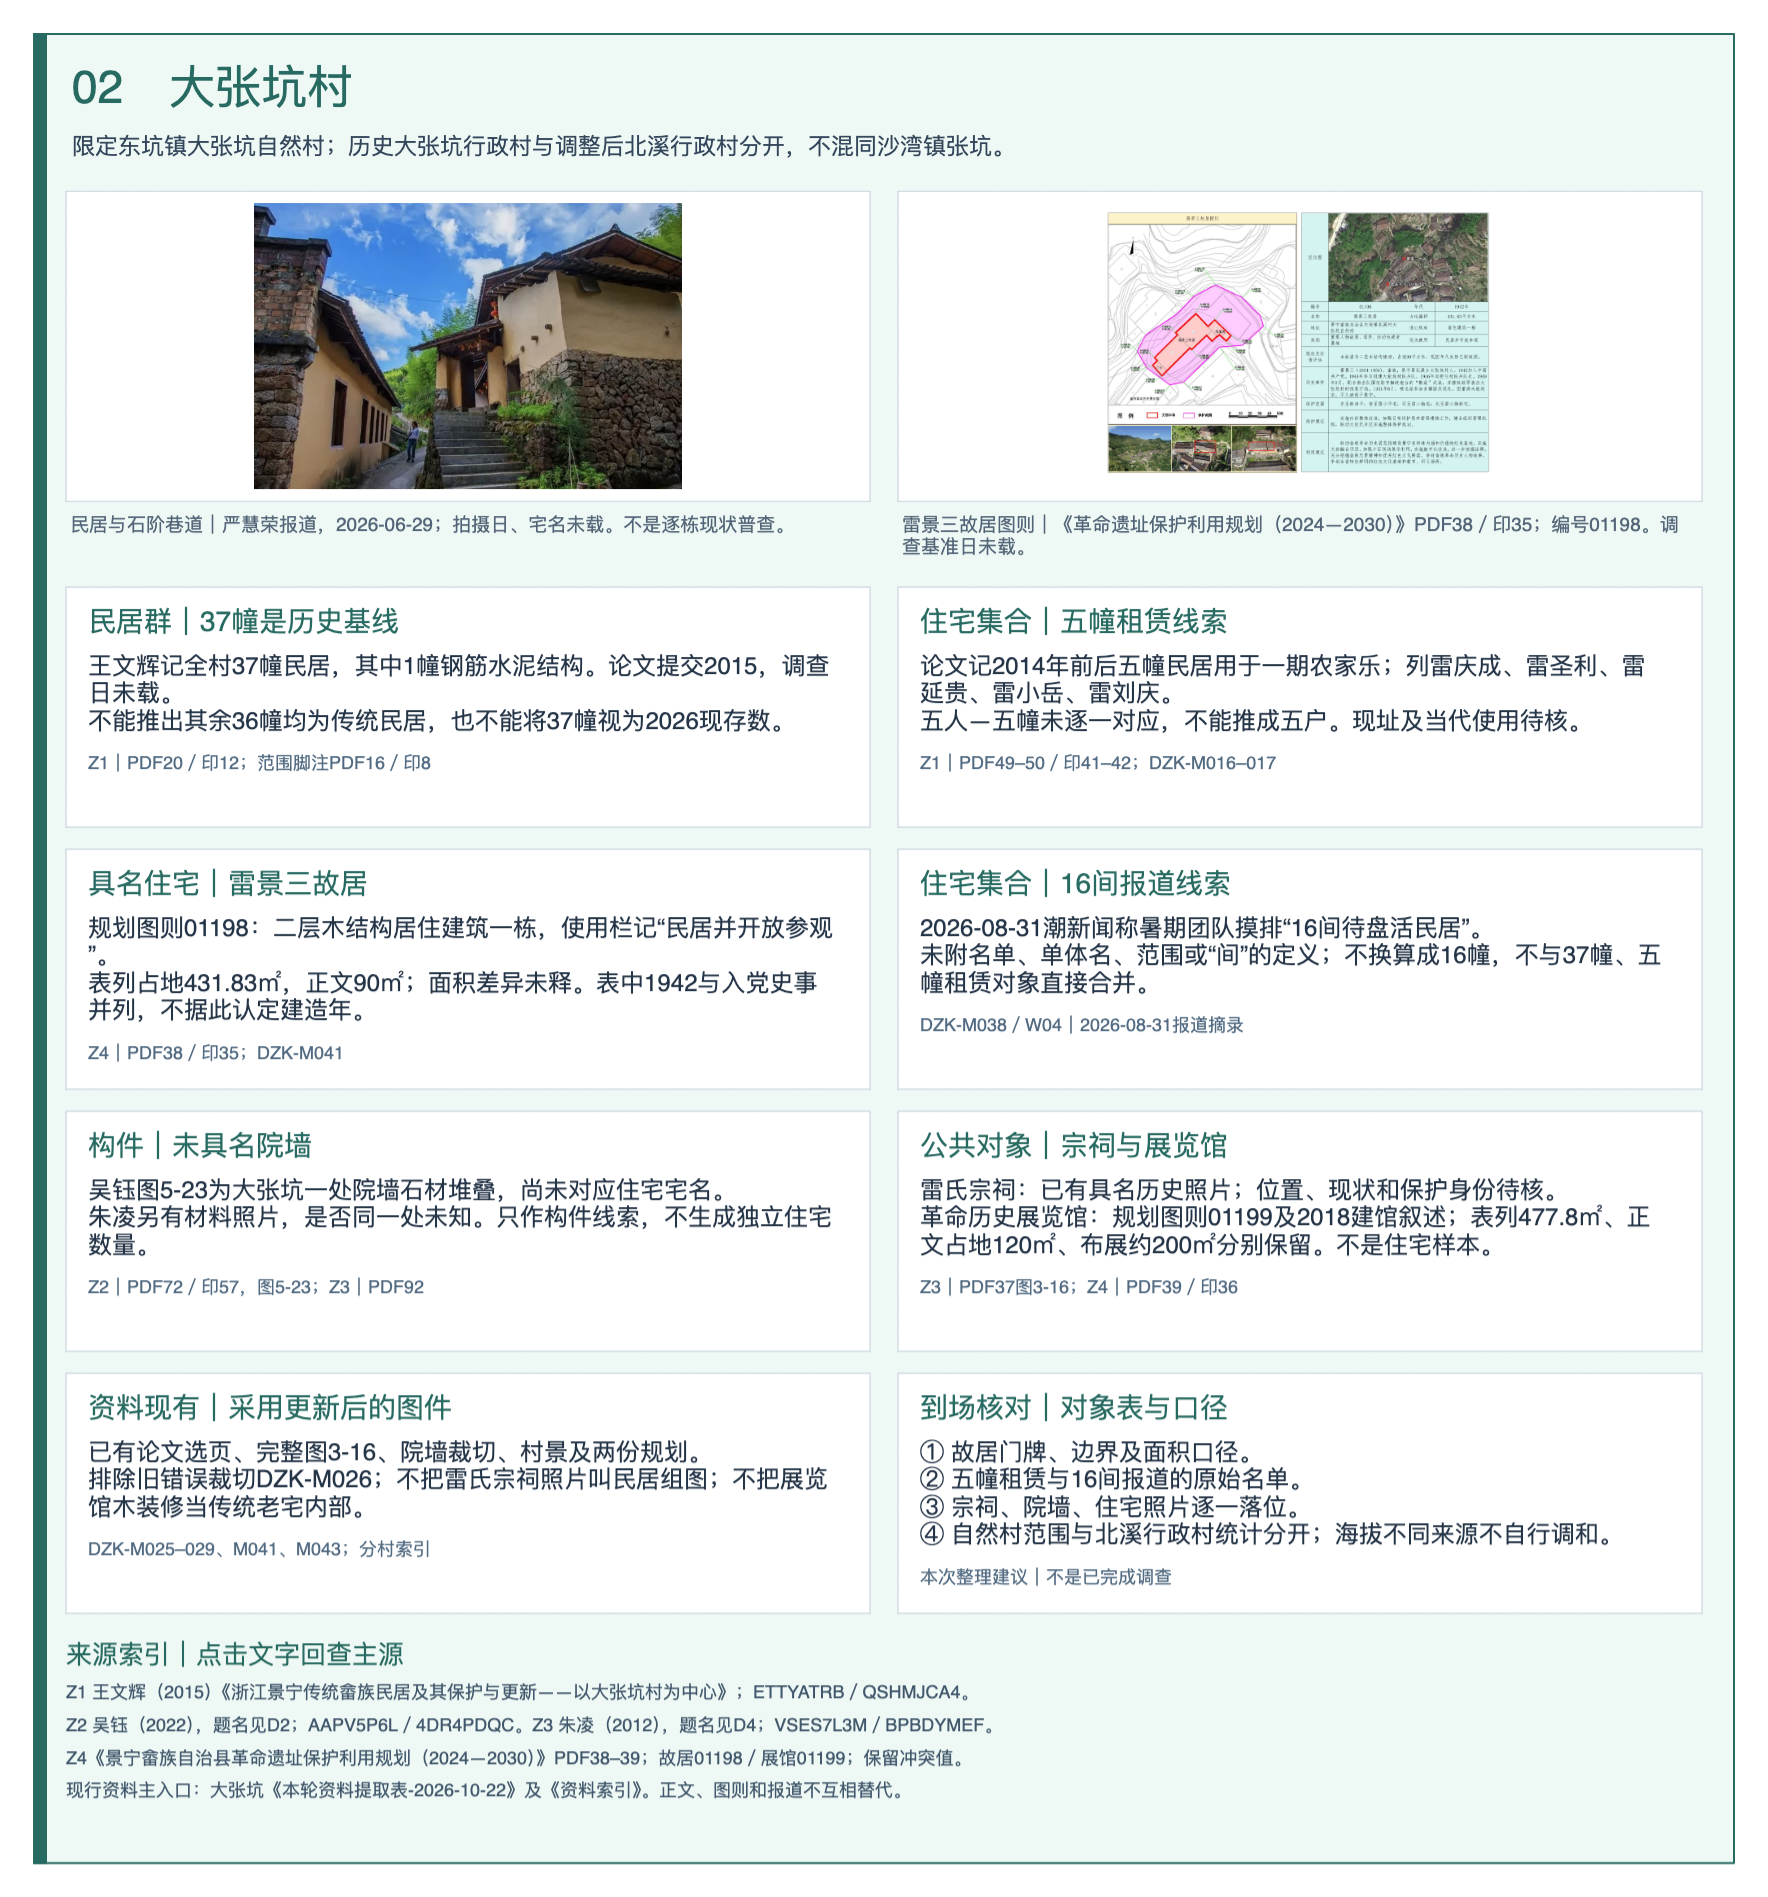 02 大张坑村
限定东坑镇大张坑自然村；历史大张坑行政村与调整后北溪行政村分开，不混同沙湾镇张坑。
民居与石阶巷道｜严慧荣报道，2026-06-29；拍摄日、宅名未载。不是逐栋现状普查。
雷景三故居图则｜《革命遗址保护利用规划（2024—2030）》PDF38 / 印35；编号01198。调
查基准日未载。
民居群｜37幢是历史基线
王文辉记全村37幢民居，其中1幢钢筋水泥结构。论文提交2015，调查
日未载。
不能推出其余36幢均为传统民居，也不能将37幢视为2026现存数。
Z1｜PDF20 / 印12；范围脚注PDF16 / 印8
住宅集合｜五幢租赁线索
论文记2014年前后五幢民居用于一期农家乐；列雷庆成、雷圣利、雷
延贵、雷小岳、雷刘庆。
五人—五幢未逐一对应，不能推成五户。现址及当代使用待核。
Z1｜PDF49–50 / 印41–42；DZK-M016–017
具名住宅｜雷景三故居
规划图则01198：二层木结构居住建筑一栋，使用栏记“民居并开放参观
”。
表列占地431.83㎡，正文90㎡；面积差异未释。表中1942与入党史事
并列，不据此认定建造年。
Z4｜PDF38 / 印35；DZK-M041
住宅集合｜16间报道线索
2026-08-31潮新闻称暑期团队摸排“16间待盘活民居”。
未附名单、单体名、范围或“间”的定义；不换算成16幢，不与37幢、五
幢租赁对象直接合并。
DZK-M038 / W04｜2026-08-31报道摘录
构件｜未具名院墙
吴钰图5-23为大张坑一处院墙石材堆叠，尚未对应住宅宅名。
朱凌另有材料照片，是否同一处未知。只作构件线索，不生成独立住宅
数量。
Z2｜PDF72 / 印57，图5-23；Z3｜PDF92
公共对象｜宗祠与展览馆
雷氏宗祠：已有具名历史照片；位置、现状和保护身份待核。
革命历史展览馆：规划图则01199及2018建馆叙述；表列477.8㎡、正
文占地120㎡、布展约200㎡分别保留。不是住宅样本。
Z3｜PDF37图3-16；Z4｜PDF39 / 印36
资料现有｜采用更新后的图件
已有论文选页、完整图3-16、院墙裁切、村景及两份规划。
排除旧错误裁切DZK-M026；不把雷氏宗祠照片叫民居组图；不把展览
馆木装修当传统老宅内部。
DZK-M025–029、M041、M043；分村索引
到场核对｜对象表与口径
① 故居门牌、边界及面积口径。
② 五幢租赁与16间报道的原始名单。
③ 宗祠、院墙、住宅照片逐一落位。
④ 自然村范围与北溪行政村统计分开；海拔不同来源不自行调和。
本次整理建议｜不是已完成调查
来源索引｜点击文字回查主源
Z1 王文辉（2015）《浙江景宁传统畲族民居及其保护与更新——以大张坑村为中心》；ETTYATRB / QSHMJCA4。
Z2 吴钰（2022），题名见D2；AAPV5P6L / 4DR4PDQC。Z3 朱凌（2012），题名见D4；VSES7L3M / BPBDYMEF。
Z4《景宁畲族自治县革命遗址保护利用规划（2024—2030）》PDF38–39；故居01198 / 展馆01199；保留冲突值。
现行资料主入口：大张坑《本轮资料提取表-2026-10-22》及《资料索引》。正文、图则和报道不互相替代。